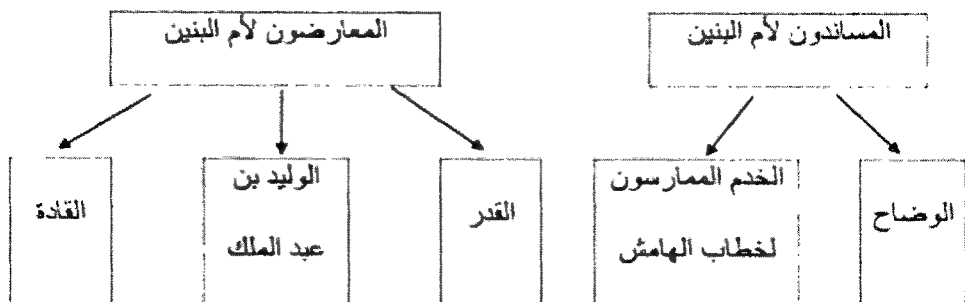 المساندون لأم البنين
المعارضون لأم البنين
الوضاح
الخدم الممارسون
لخطاب الهامش
القدر
الوليد بن
عبد الملك
القادة